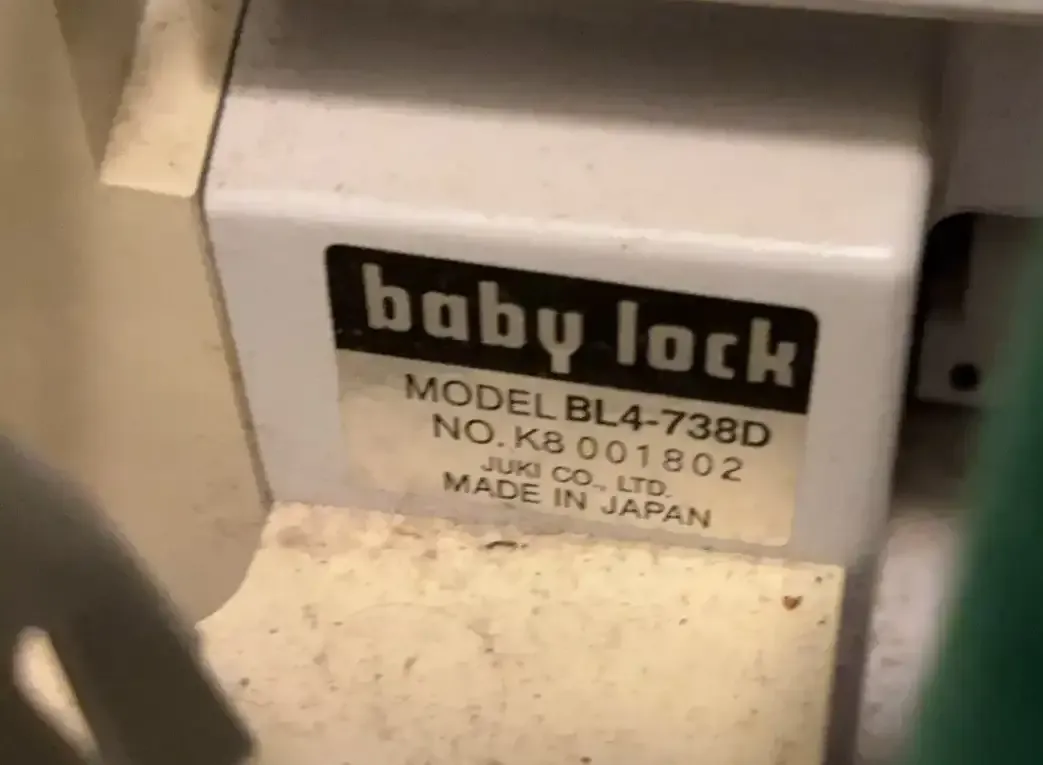 baby lock
MODEL BL4-738D
NO. K8 001802
JUKI CO., LTD.
MADE IN JAPAN